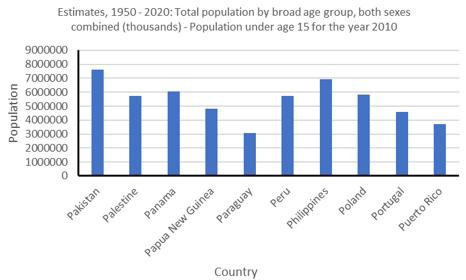 Estimates, 1950 - 2020: Total population by broad age group, both sexes
combined (thousands) - Population under age 15 for the year 2010
Population
9000000
8000000
7000000
6000000
5000000
4000000
3000000
2000000
1000000
0
Pakistan
Palestine
Panama
Papua New Guinea
Paraguay
Peru
Philippines
Poland
Portugal
Puerto Rico
Country